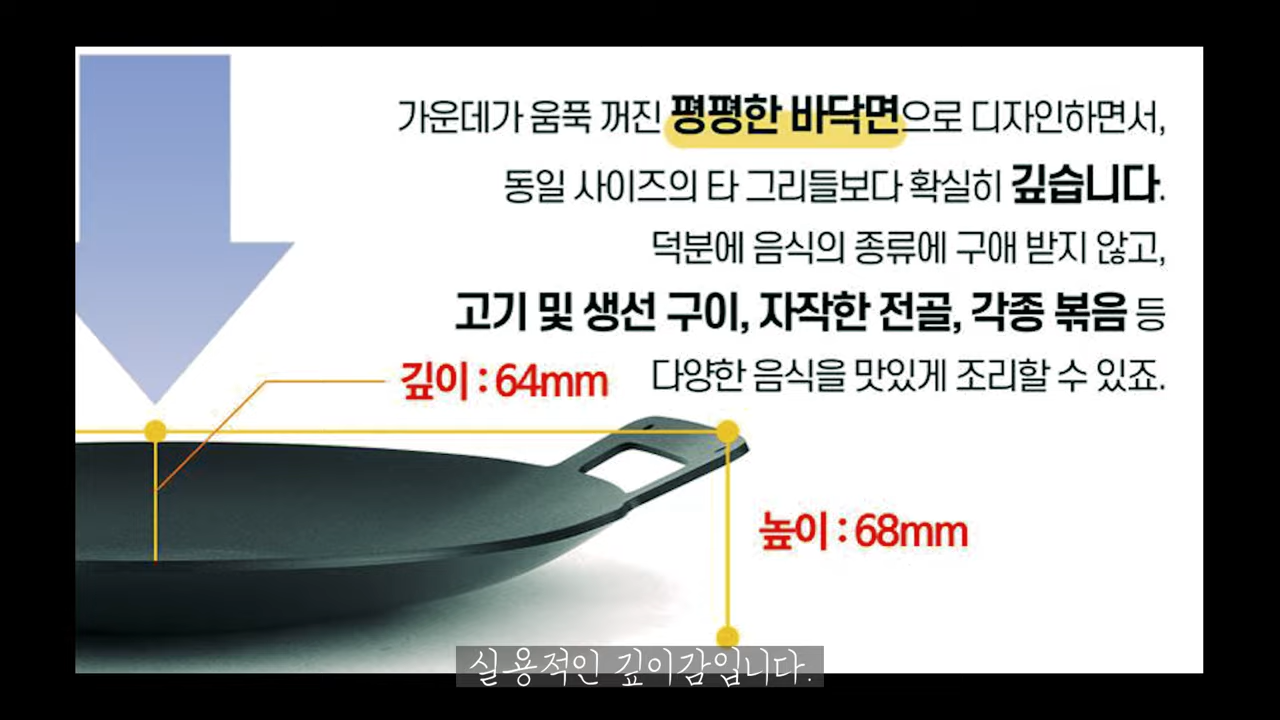 가운데가 움푹 꺼진 평평한 바닥면으로 디자인하면서,
동일 사이즈의 타 그리들보다 확실히 깊습니다.
덕분에 음식의 종류에 구애 받지 않고,
고기 및 생선 구이, 자작한 전골, 각종 볶음 등
다양한 음식을 맛있게 조리할 수 있죠.
깊이 : 64mm
높이 : 68mm
실용적인 깊이감입니다.